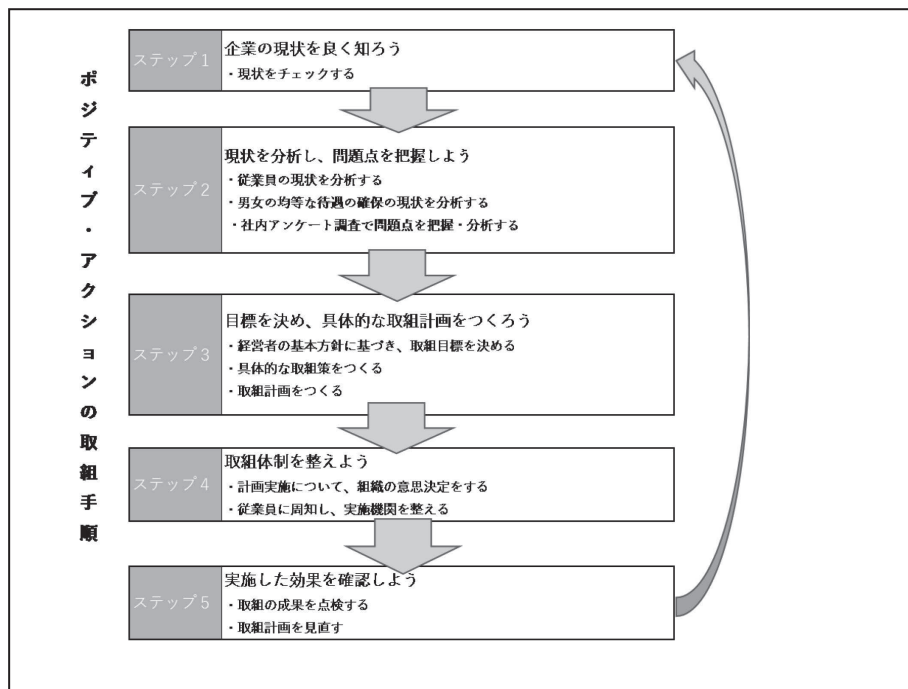 ポジティブ・アクションの取組手順
ステップ1
企業の現状を良く知ろう
・現状をチェックする
ステップ2
現状を分析し、問題点を把握しよう
・従業員の現状を分析する
・男女の均等な待遇の確保の現状を分析する
・社内アンケート調査で問題点を把握・分析する
ステップ3
目標を決め、具体的な取組計画をつくろう
・経営者の基本方針に基づき、取組目標を決める
・具体的な取組策をつくる
・取組計画をつくる
ステップ4
取組体制を整えよう
・計画実施について、組織の意思決定をする
・従業員に周知し、実施機関を整える
ステップ5
実施した効果を確認しよう
・取組の成果を点検する
・取組計画を見直す